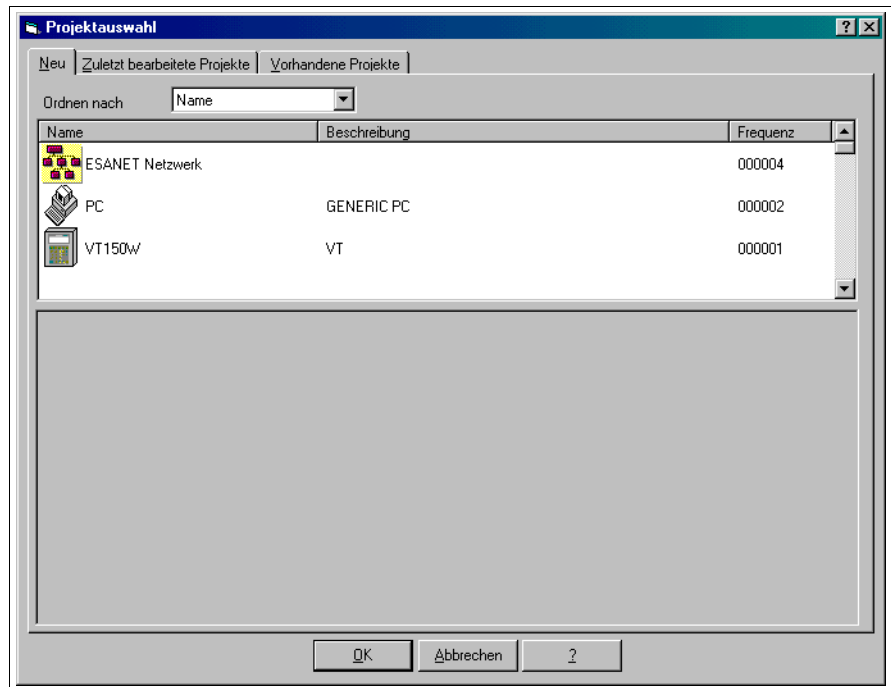 Projektauswahl
Neu Zuletzt bearbeitete Projekte Vorhandene Projekte
Ordnen nach Name
Name Beschreibung Frequenz
ESANET Netzwerk 000004
PC GENERIC PC 000002
VT150W VT 000001
OK Abbrechen ?